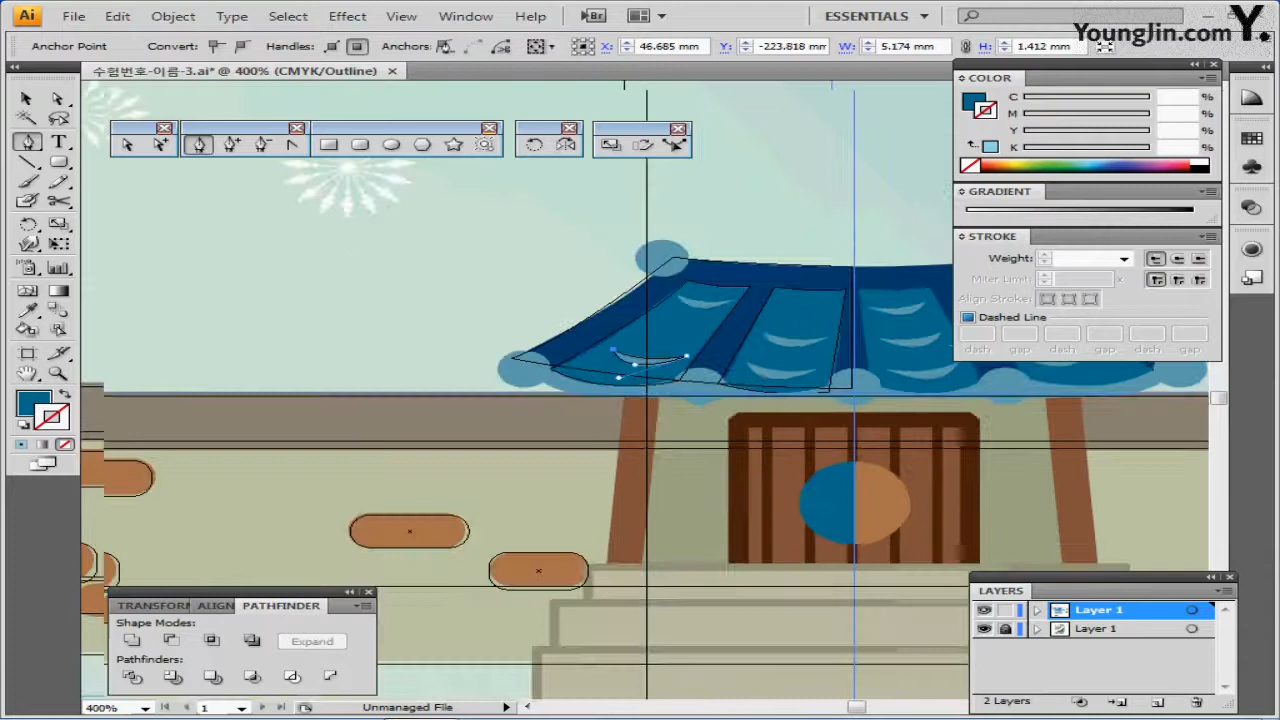 Ai File Edit Object Type Select Effect View Window Help Br ESSENTIALS
YoungJin.com Y.
Anchor Point Convert: Handles: Anchors: X: 46.685 mm Y: -223.818 mm W: 5.174 mm H: 1.412 mm
수험번호-이름-3.ai* @ 400% (CMYK/Outline)
COLOR
C %
M %
Y %
K %
GRADIENT
STROKE
Weight:
Miter Limit: x
Align Stroke:
Dashed Line
dash gap dash gap dash gap
TRANSFORM ALIGN PATHFINDER
Shape Modes:
Expand
Pathfinders:
LAYERS
Layer 1
Layer 1
2 Layers
400% 1 Unmanaged File